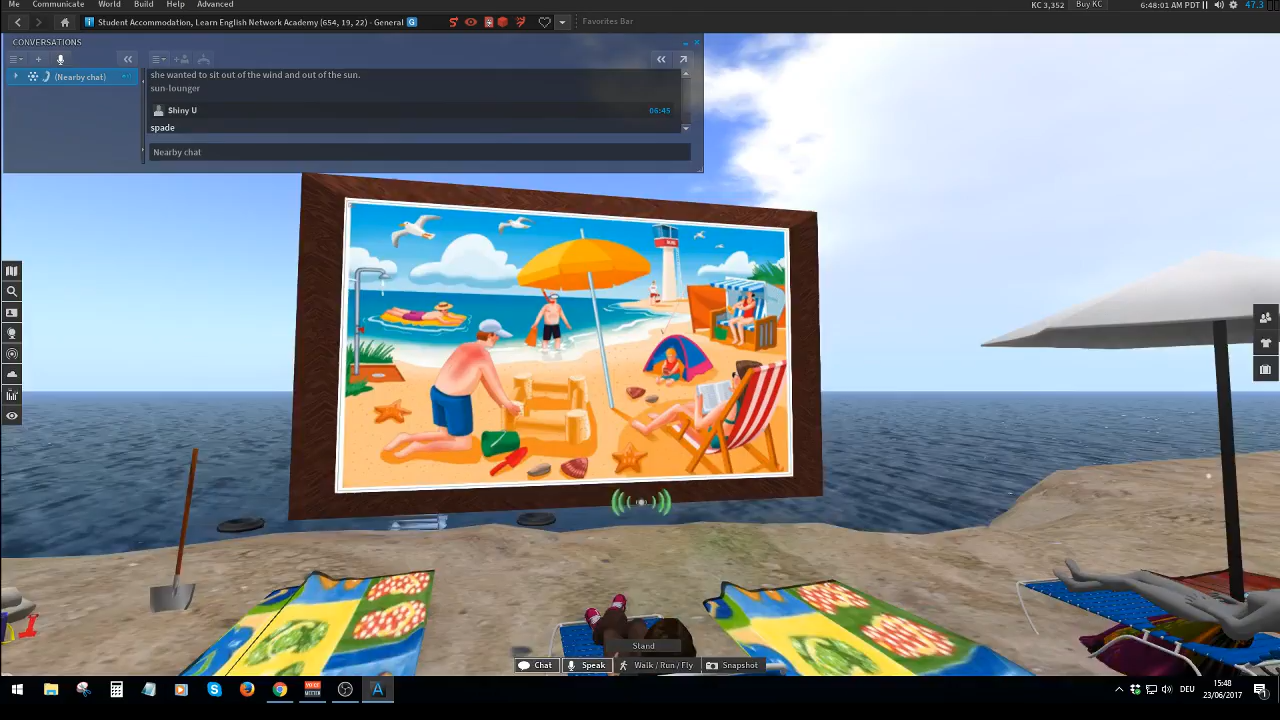 Me Communicate World Build Help Advanced
KC 3,352 Buy KC 6:48:01 AM PDT 47.3
Student Accommodation, Learn English Network Academy (654, 19, 22) - General G Favorites Bar
CONVERSATIONS
(Nearby chat)
she wanted to sit out of the wind and out of the sun.
sun-lounger
Shiny U 06:45
spade
Nearby chat
Stand
Chat Speak Walk / Run / Fly Snapshot
DEU
15:48
23/06/2017